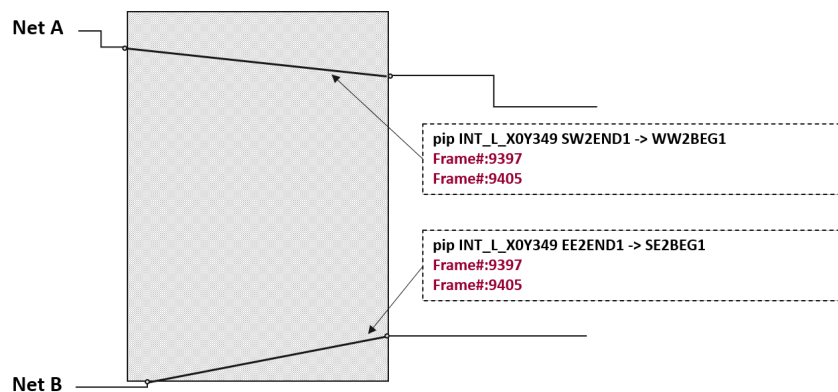 Net A
pip INT_L_X0Y349 SW2END1 -> WW2BEG1
Frame#:9397
Frame#:9405
pip INT_L_X0Y349 EE2END1 -> SE2BEG1
Frame#:9397
Frame#:9405
Net B